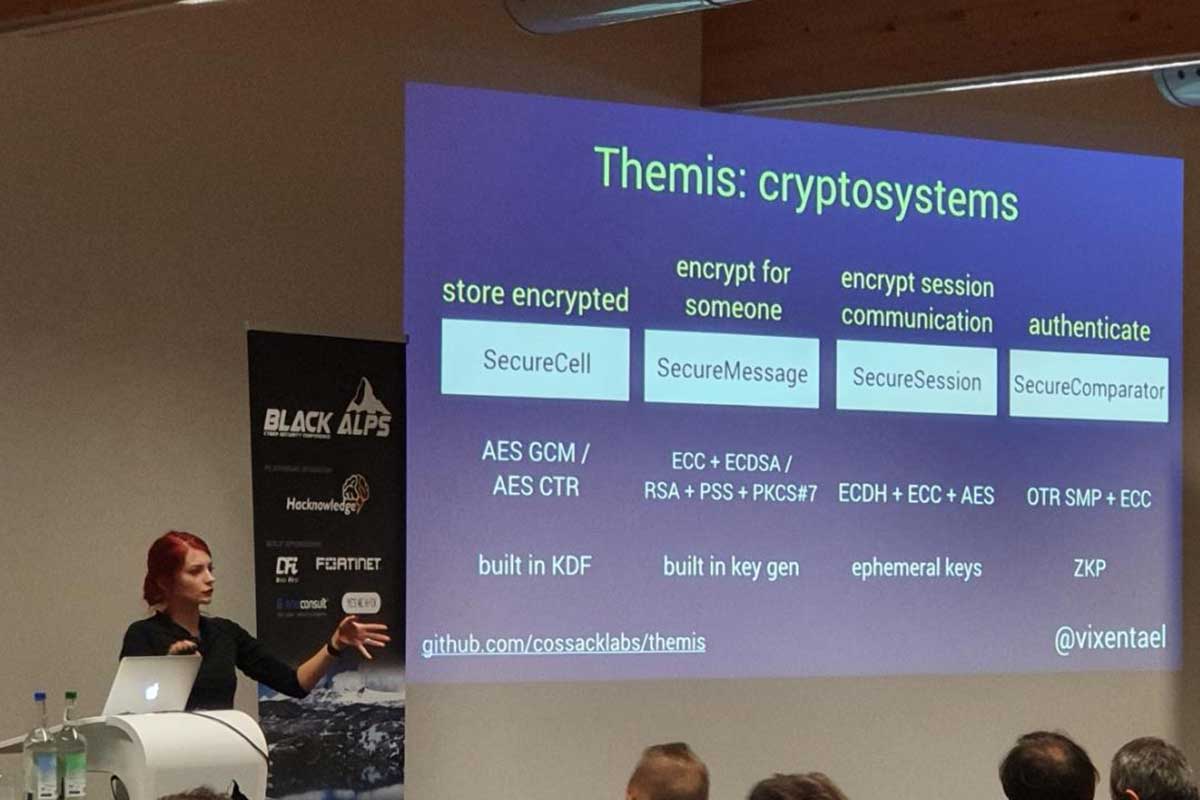 Themis: cryptosystems
store encrypted
encrypt for
someone
encrypt session
communication
authenticate
SecureCell
SecureMessage
SecureSession
SecureComparator
AES GCM /
AES CTR
ECC + ECDSA /
RSA + PSS + PKCS#7
ECDH + ECC + AES
OTR SMP + ECC
built in KDF
built in key gen
ephemeral keys
ZKP
github.com/cossacklabs/themis
@vixentael
BLACK ALPS
CYBER SECURITY CONFERENCE
Hacknowledge
FORTINET